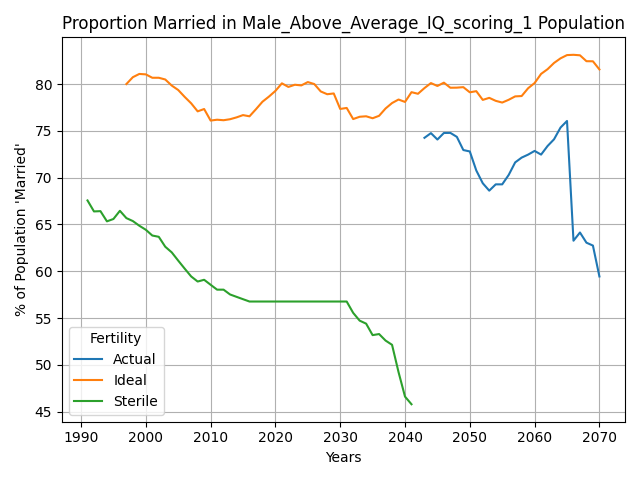 Proportion Married in Male_Above_Average_IQ_scoring_1 Population
% of Population 'Married'
80
75
70
65
60
55
50
45
Fertility
Actual
Ideal
Sterile
1990 2000 2010 2020 2030 2040 2050 2060 2070
Years